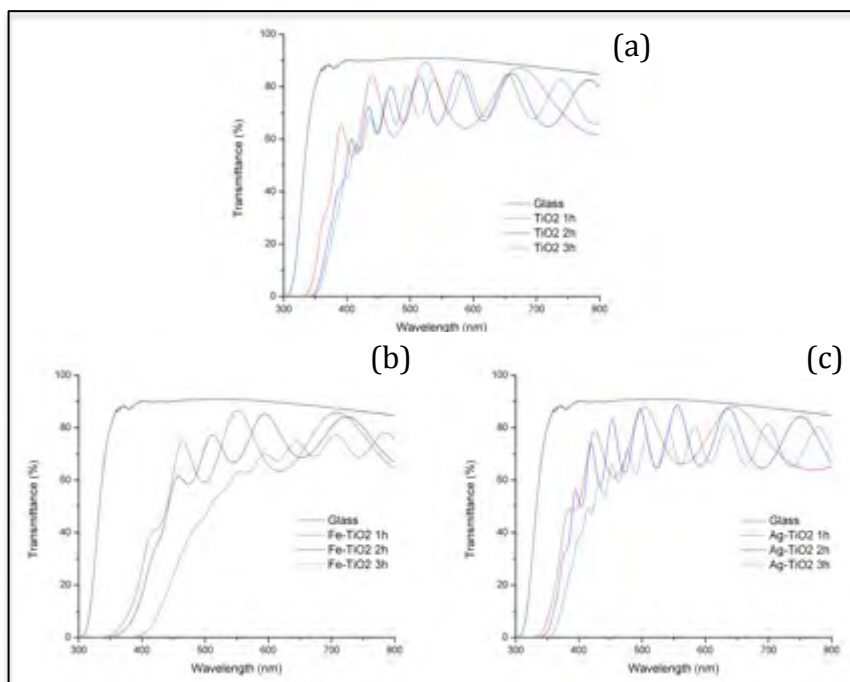 (a)
100
80
60
40
20
0
Transmittance (%)
Glass
TiO2 1h
TiO2 2h
TiO2 3h
300 400 500 600 700 800
Wavelength (nm)
(b)
100
80
60
40
20
0
Transmittance (%)
Glass
Fe-TiO2 1h
Fe-TiO2 2h
Fe-TiO2 3h
300 400 500 600 700 800
Wavelength (nm)
(c)
100
80
60
40
20
0
Transmittance (%)
Glass
Ag-TiO2 1h
Ag-TiO2 2h
Ag-TiO2 3h
300 400 500 600 700 800
Wavelength (nm)